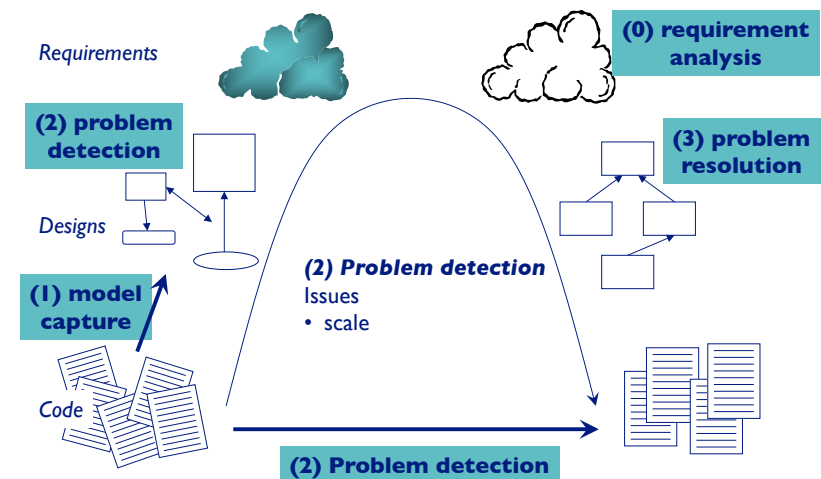 Requirements
(0) requirement
analysis
(2) problem
detection
(3) problem
resolution
Designs
(2) Problem detection
Issues
• scale
(1) model
capture
Code
(2) Problem detection